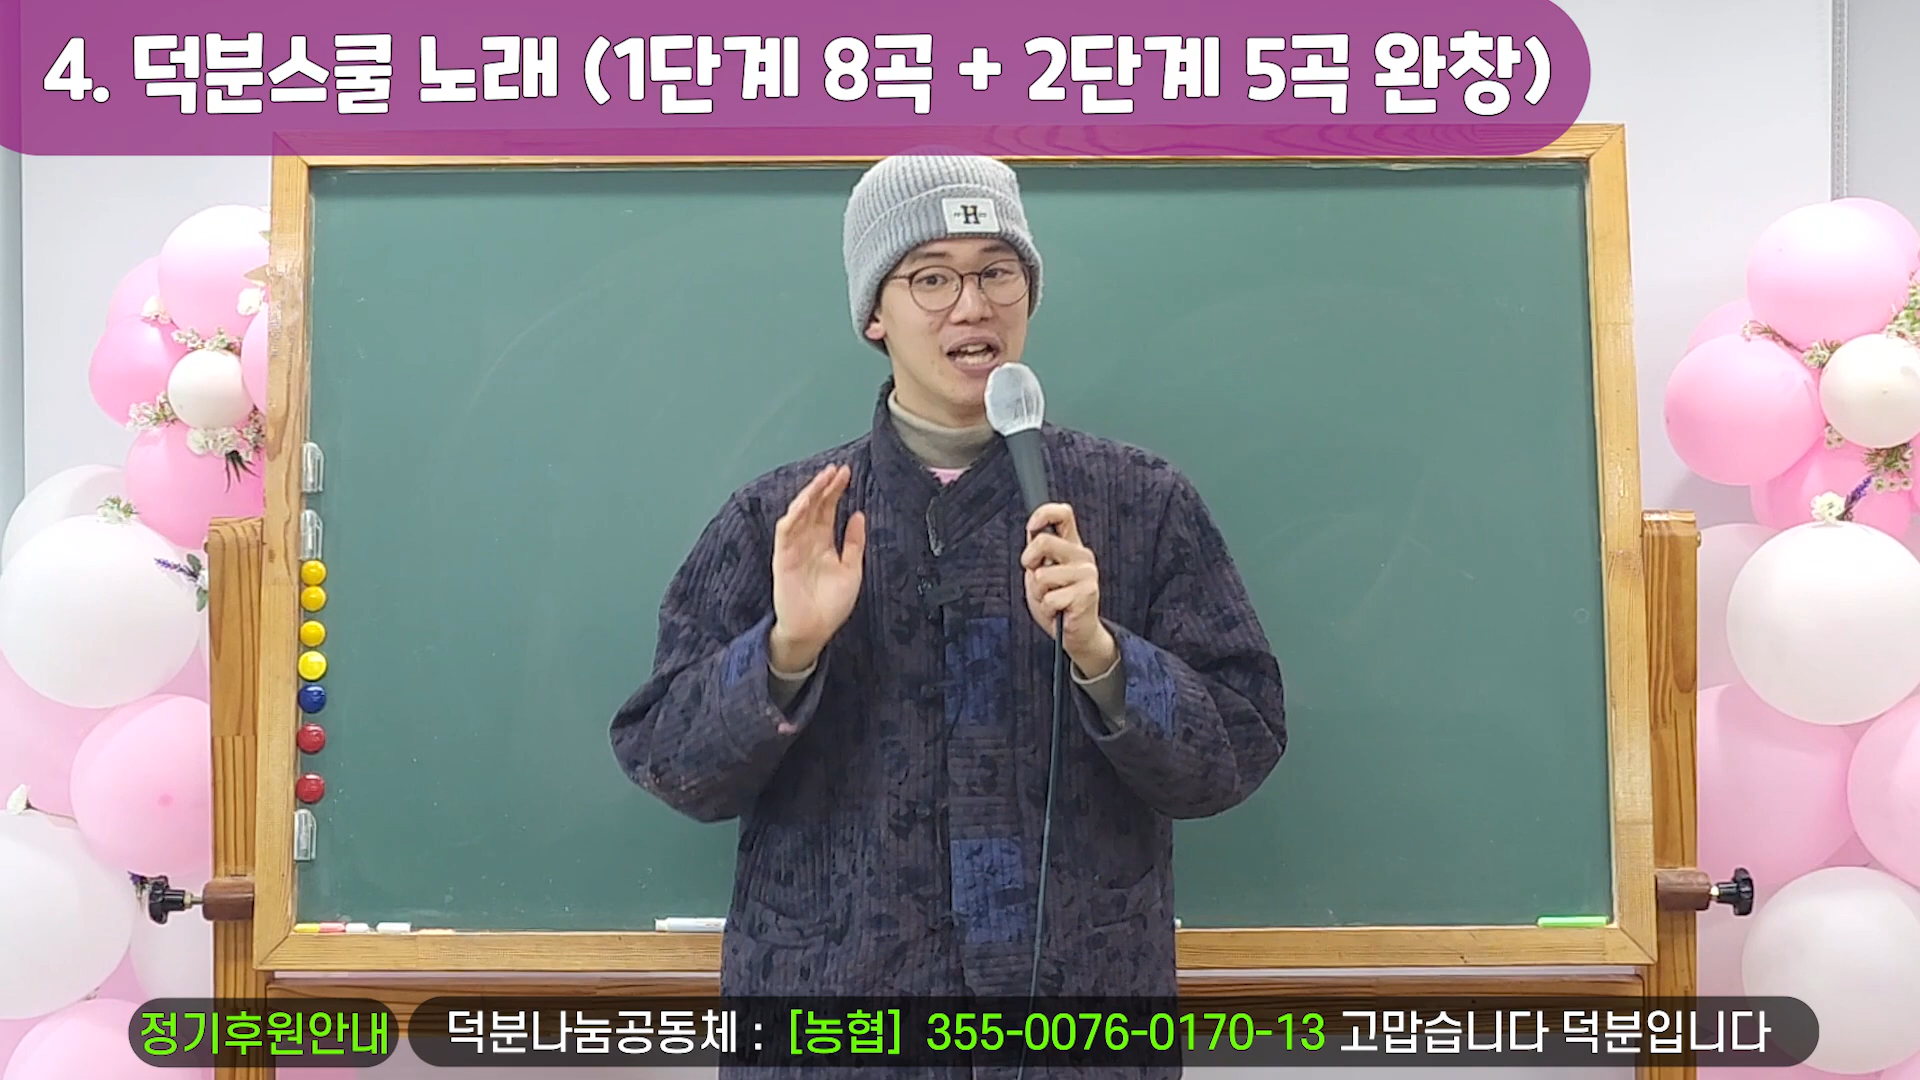 4. 덕분스쿨 노래 (1단계 8곡 + 2단계 5곡 완창)
H
정기후원안내 덕분나눔공동체 : [농협] 355-0076-0170-13 고맙습니다 덕분입니다